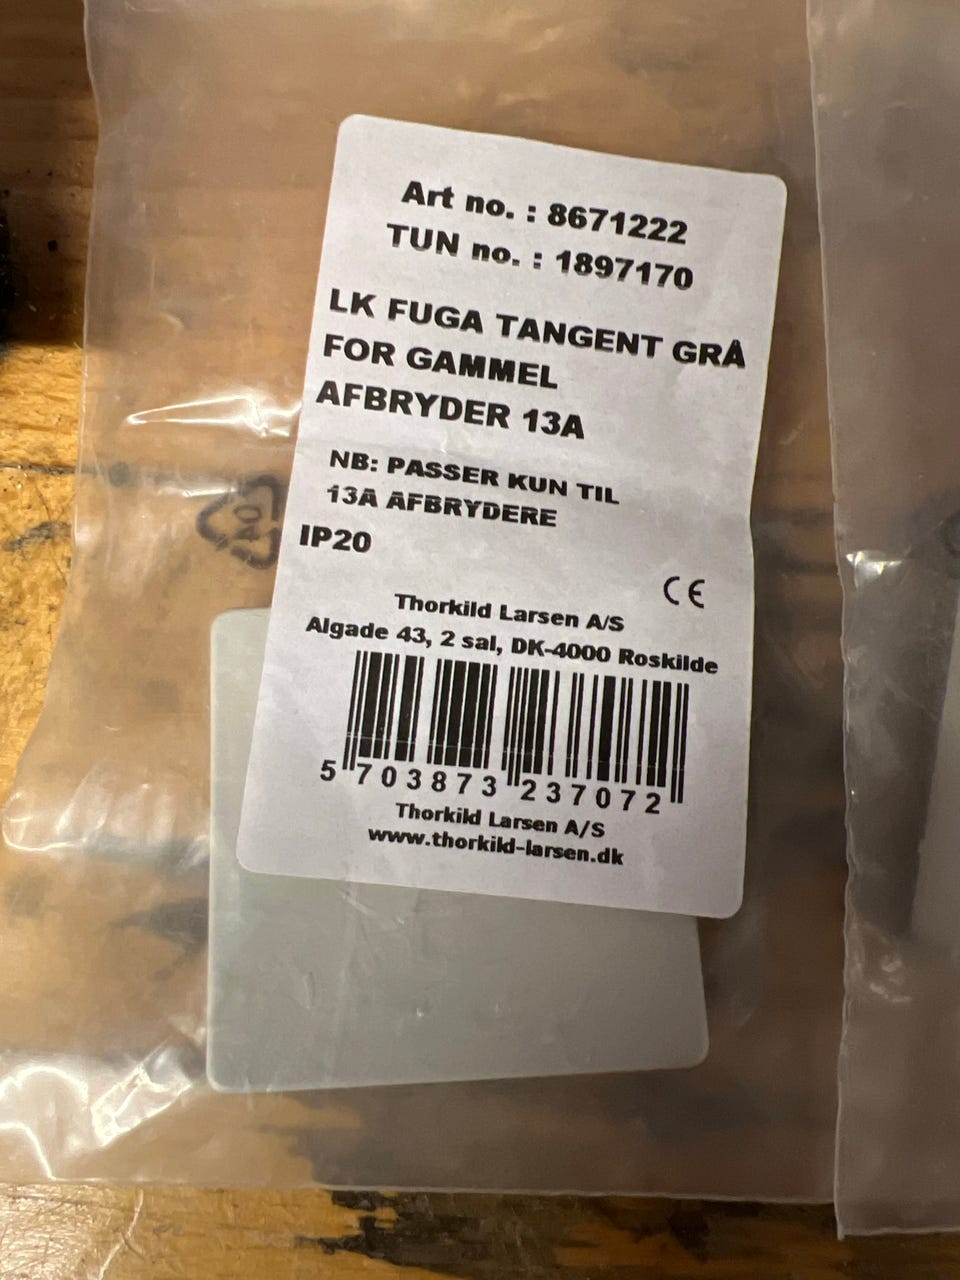 Art no. : 8671222
TUN no. : 1897170
LK FUGA TANGENT GRÅ
FOR GAMMEL
AFBRYDER 13A
NB: PASSER KUN TIL
13A AFBRYDERE
IP20
CE
Thorkild Larsen A/S
Algade 43, 2 sal, DK-4000 Roskilde
5 703873 237072
Thorkild Larsen A/S
www.thorkild-larsen.dk